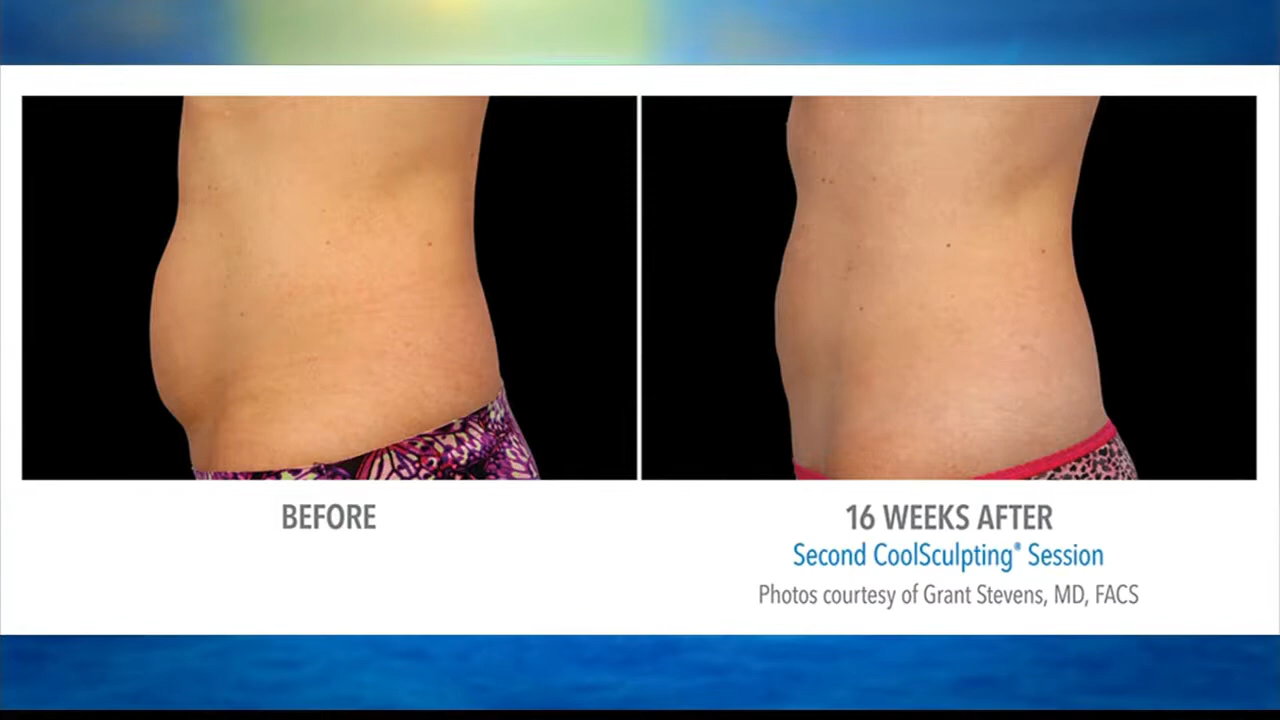 BEFORE
16 WEEKS AFTER
Second CoolSculpting® Session
Photos courtesy of Grant Stevens, MD, FACS